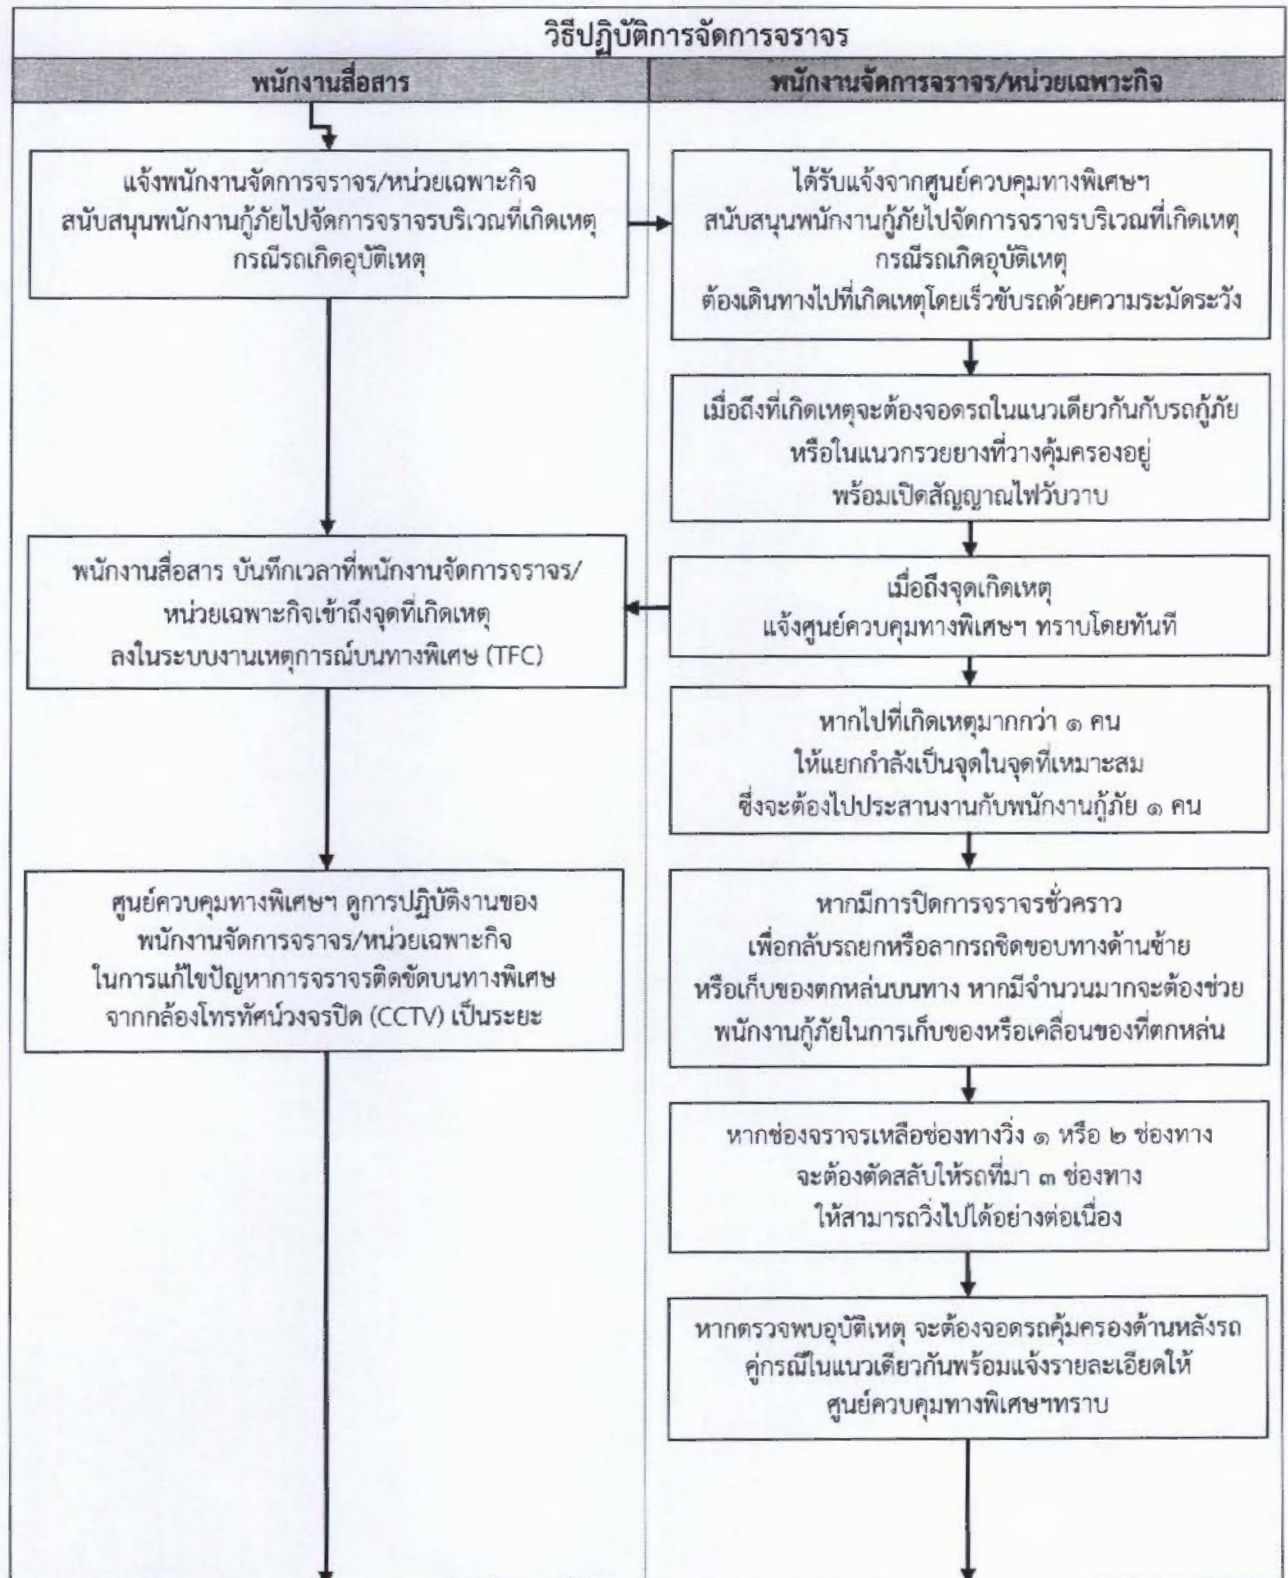 วิธีปฏิบัติการจัดการจราจร
พนักงานสื่อสาร
พนักงานจัดการจราจร/หน่วยเฉพาะกิจ
แจ้งพนักงานจัดการจราจร/หน่วยเฉพาะกิจ
สนับสนุนพนักงานกู้ภัยไปจัดการจราจรบริเวณที่เกิดเหตุ
กรณีรถเกิดอุบัติเหตุ
ได้รับแจ้งจากศูนย์ควบคุมทางพิเศษฯ
สนับสนุนพนักงานกู้ภัยไปจัดการจราจรบริเวณที่เกิดเหตุ
กรณีรถเกิดอุบัติเหตุ
ต้องเดินทางไปที่เกิดเหตุโดยเร็วขับรถด้วยความระมัดระวัง
เมื่อถึงที่เกิดเหตุจะต้องจอดรถในแนวเดียวกันกับรถกู้ภัย
หรือในแนวกรวยยางที่วางคุ้มครองอยู่
พร้อมเปิดสัญญาณไฟวับวาบ
พนักงานสื่อสาร บันทึกเวลาที่พนักงานจัดการจราจร/
หน่วยเฉพาะกิจเข้าถึงจุดที่เกิดเหตุ
ลงในระบบงานเหตุการณ์บนทางพิเศษ (TFC)
เมื่อถึงจุดเกิดเหตุ
แจ้งศูนย์ควบคุมทางพิเศษฯ ทราบโดยทันที
หากไปที่เกิดเหตุมากกว่า ๑ คน
ให้แยกกำลังเป็นจุดในจุดที่เหมาะสม
ซึ่งจะต้องไปประสานงานกับพนักงานกู้ภัย ๑ คน
ศูนย์ควบคุมทางพิเศษฯ ดูการปฏิบัติงานของ
พนักงานจัดการจราจร/หน่วยเฉพาะกิจ
ในการแก้ไขปัญหาการจราจรติดขัดบนทางพิเศษ
จากกล้องโทรทัศน์วงจรปิด (CCTV) เป็นระยะ
หากมีการปิดการจราจรชั่วคราว
เพื่อกลับรถยกหรือลากรถชิดขอบทางด้านซ้าย
หรือเก็บของตกหล่นบนทาง หากมีจำนวนมากจะต้องช่วย
พนักงานกู้ภัยในการเก็บของหรือเคลื่อนของที่ตกหล่น
หากช่องจราจรเหลือช่องทางวิ่ง ๑ หรือ ๒ ช่องทาง
จะต้องตัดสลับให้รถที่มา ๓ ช่องทาง
ให้สามารถวิ่งไปได้อย่างต่อเนื่อง
หากตรวจพบอุบัติเหตุ จะต้องจอดรถคุ้มครองด้านหลังรถ
คู่กรณีในแนวเดียวกันพร้อมแจ้งรายละเอียดให้
ศูนย์ควบคุมทางพิเศษฯทราบ